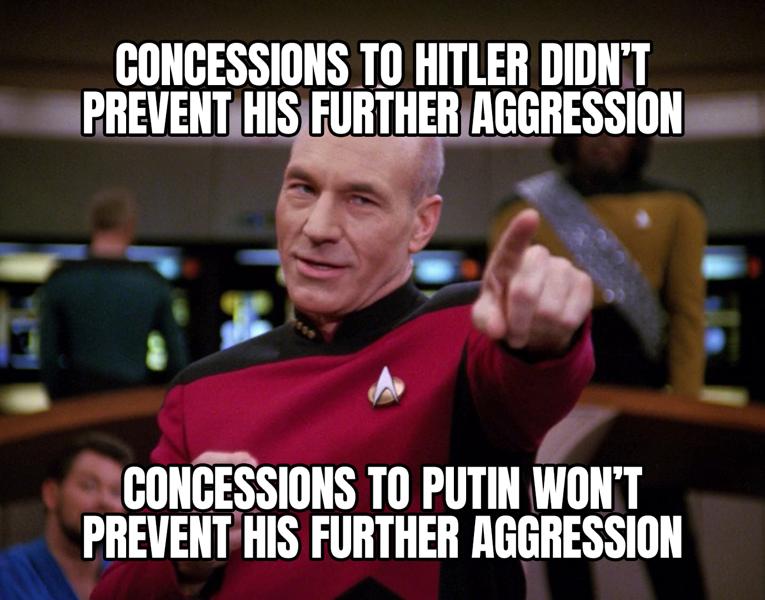 CONCESSIONS TO HITLER DIDN'T
PREVENT HIS FURTHER AGGRESSION
CONCESSIONS TO PUTIN WON'T
PREVENT HIS FURTHER AGGRESSION